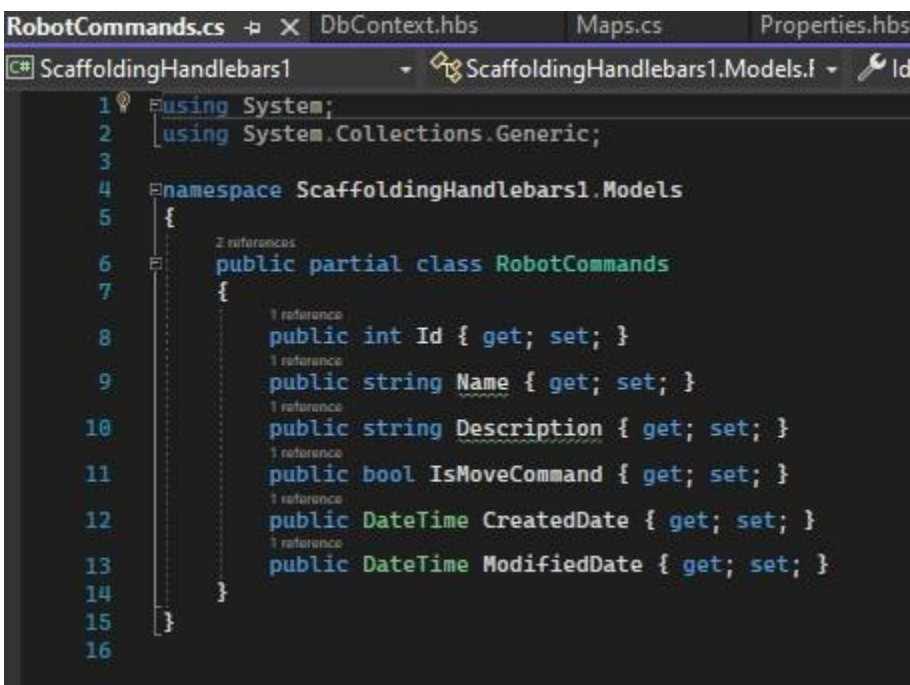 RobotCommands.cs DbContext.hbs Maps.cs Properties.hbs
C# ScaffoldingHandlebars1 ScaffoldingHandlebars1.Models.
1 using System;
2 using System.Collections.Generic;
3
4 namespace ScaffoldingHandlebars1.Models
5 {
2 references
6 public partial class RobotCommands
7 {
1 reference
8 public int Id { get; set; }
1 reference
9 public string Name { get; set; }
1 reference
10 public string Description { get; set; }
1 reference
11 public bool IsMoveCommand { get; set; }
1 reference
12 public DateTime CreatedDate { get; set; }
1 reference
13 public DateTime ModifiedDate { get; set; }
14 }
15 }
16